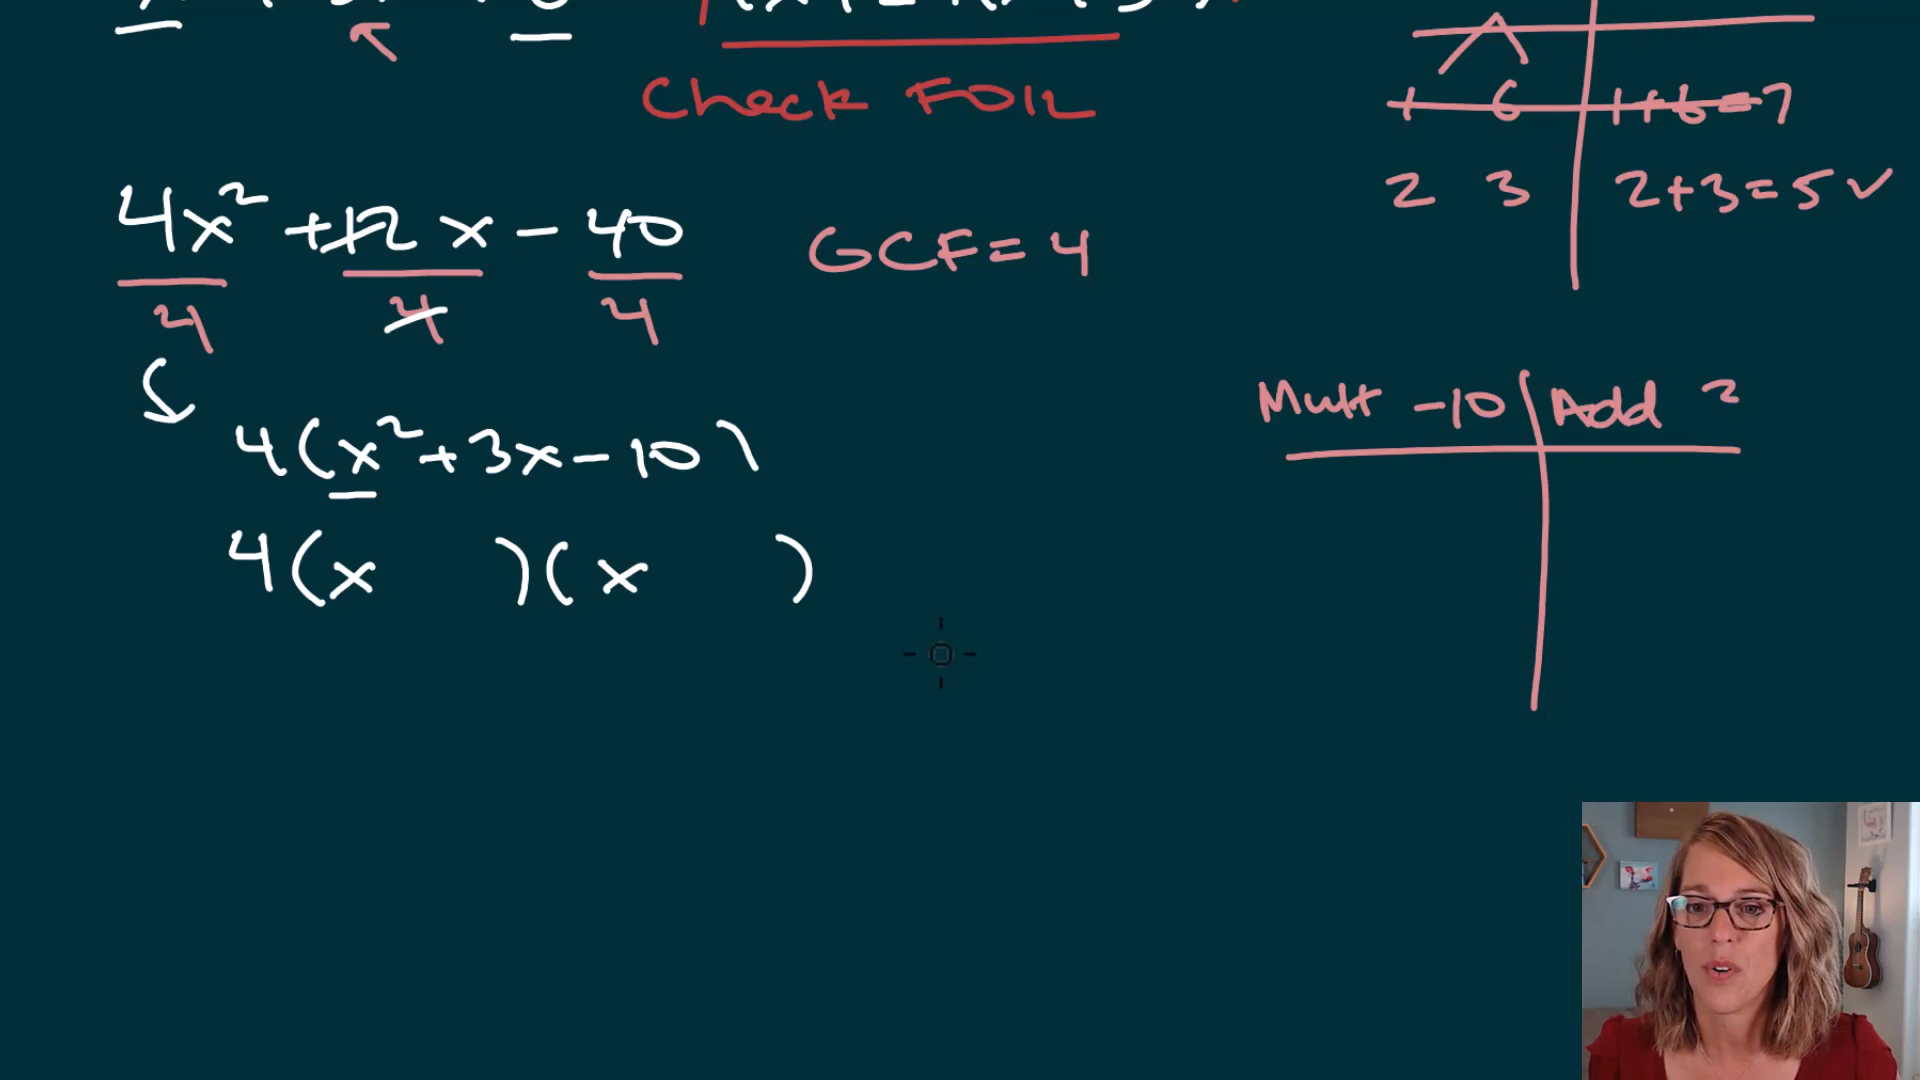 Check FOIL
4x² + 12x - 40
4 4 4
GCF = 4
4(x² + 3x - 10)
4(x )(x )
1 6 1+6=7
2 3 2+3=5 ✓
Mult -10 | Add